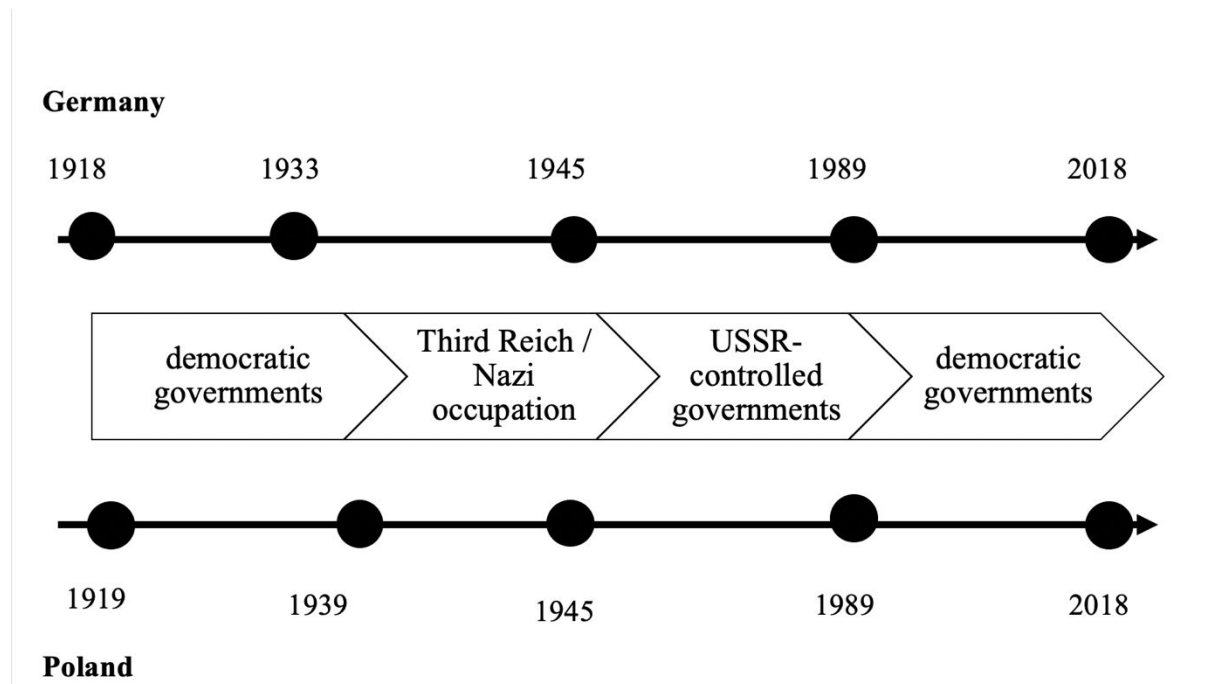 Germany
1918 1933 1945 1989 2018
democratic
governments
Third Reich /
Nazi
occupation
USSR-
controlled
governments
democratic
governments
1919 1939 1945 1989 2018
Poland